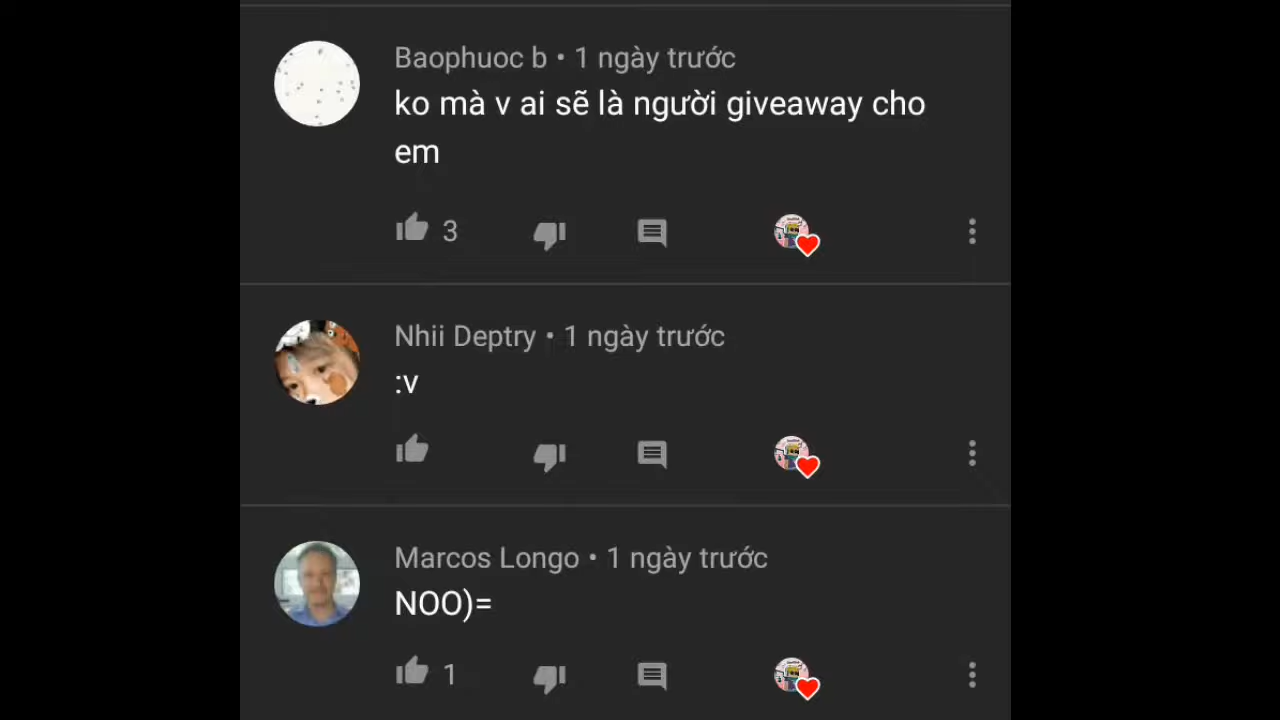 Baophuoc b • 1 ngày trước
ko mà v ai sẽ là người giveaway cho
em
3
Nhii Deptry • 1 ngày trước
:v
Marcos Longo • 1 ngày trước
NOO)=
1